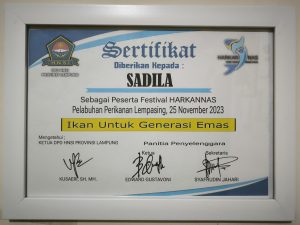 Sertifikat
Diberikan Kepada :
SADILA
Sebagai Peserta Festival HARKANNAS
Pelabuhan Perikanan Lempasing, 25 November 2023
Ikan Untuk Generasi Emas
Mengetahui :
KETUA DPD HNSI PROVINSI LAMPUNG
Panitia Penyelenggara
Ketua
Sekretaris
KUSAERI, SH, MH.
EDWARD GUSTAVONI
SYAFRUDIN JAHARI